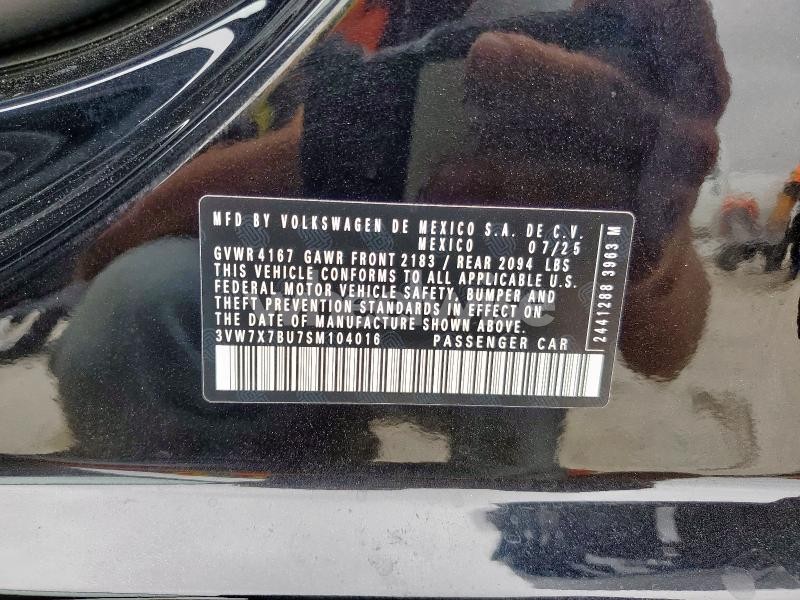 MFD BY VOLKSWAGEN DE MEXICO S.A. DE C.V.
MEXICO 07/25
GVWR 4167 GAWR FRONT 2183 / REAR 2094 LBS
THIS VEHICLE CONFORMS TO ALL APPLICABLE U.S.
FEDERAL MOTOR VEHICLE SAFETY, BUMPER AND
THEFT PREVENTION STANDARDS IN EFFECT ON
THE DATE OF MANUFACTURE SHOWN ABOVE.
3VW7X7BU7SM104016 PASSENGER CAR
2441288 3963 M